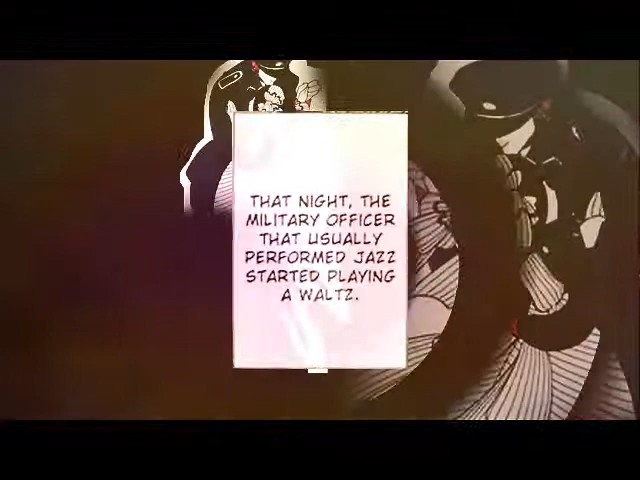 THAT NIGHT, THE
MILITARY OFFICER
THAT USUALLY
PERFORMED JAZZ
STARTED PLAYING
A WALTZ.